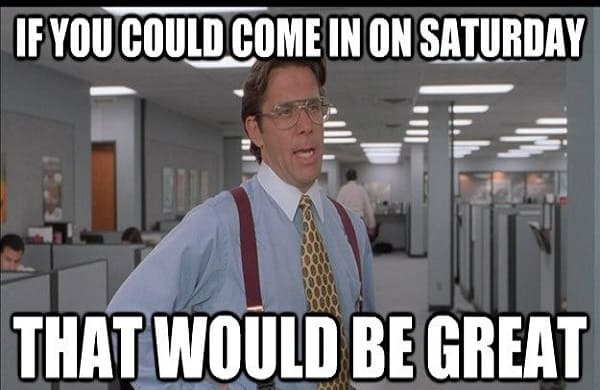 IF YOU COULD COME IN ON SATURDAY
THAT WOULD BE GREAT